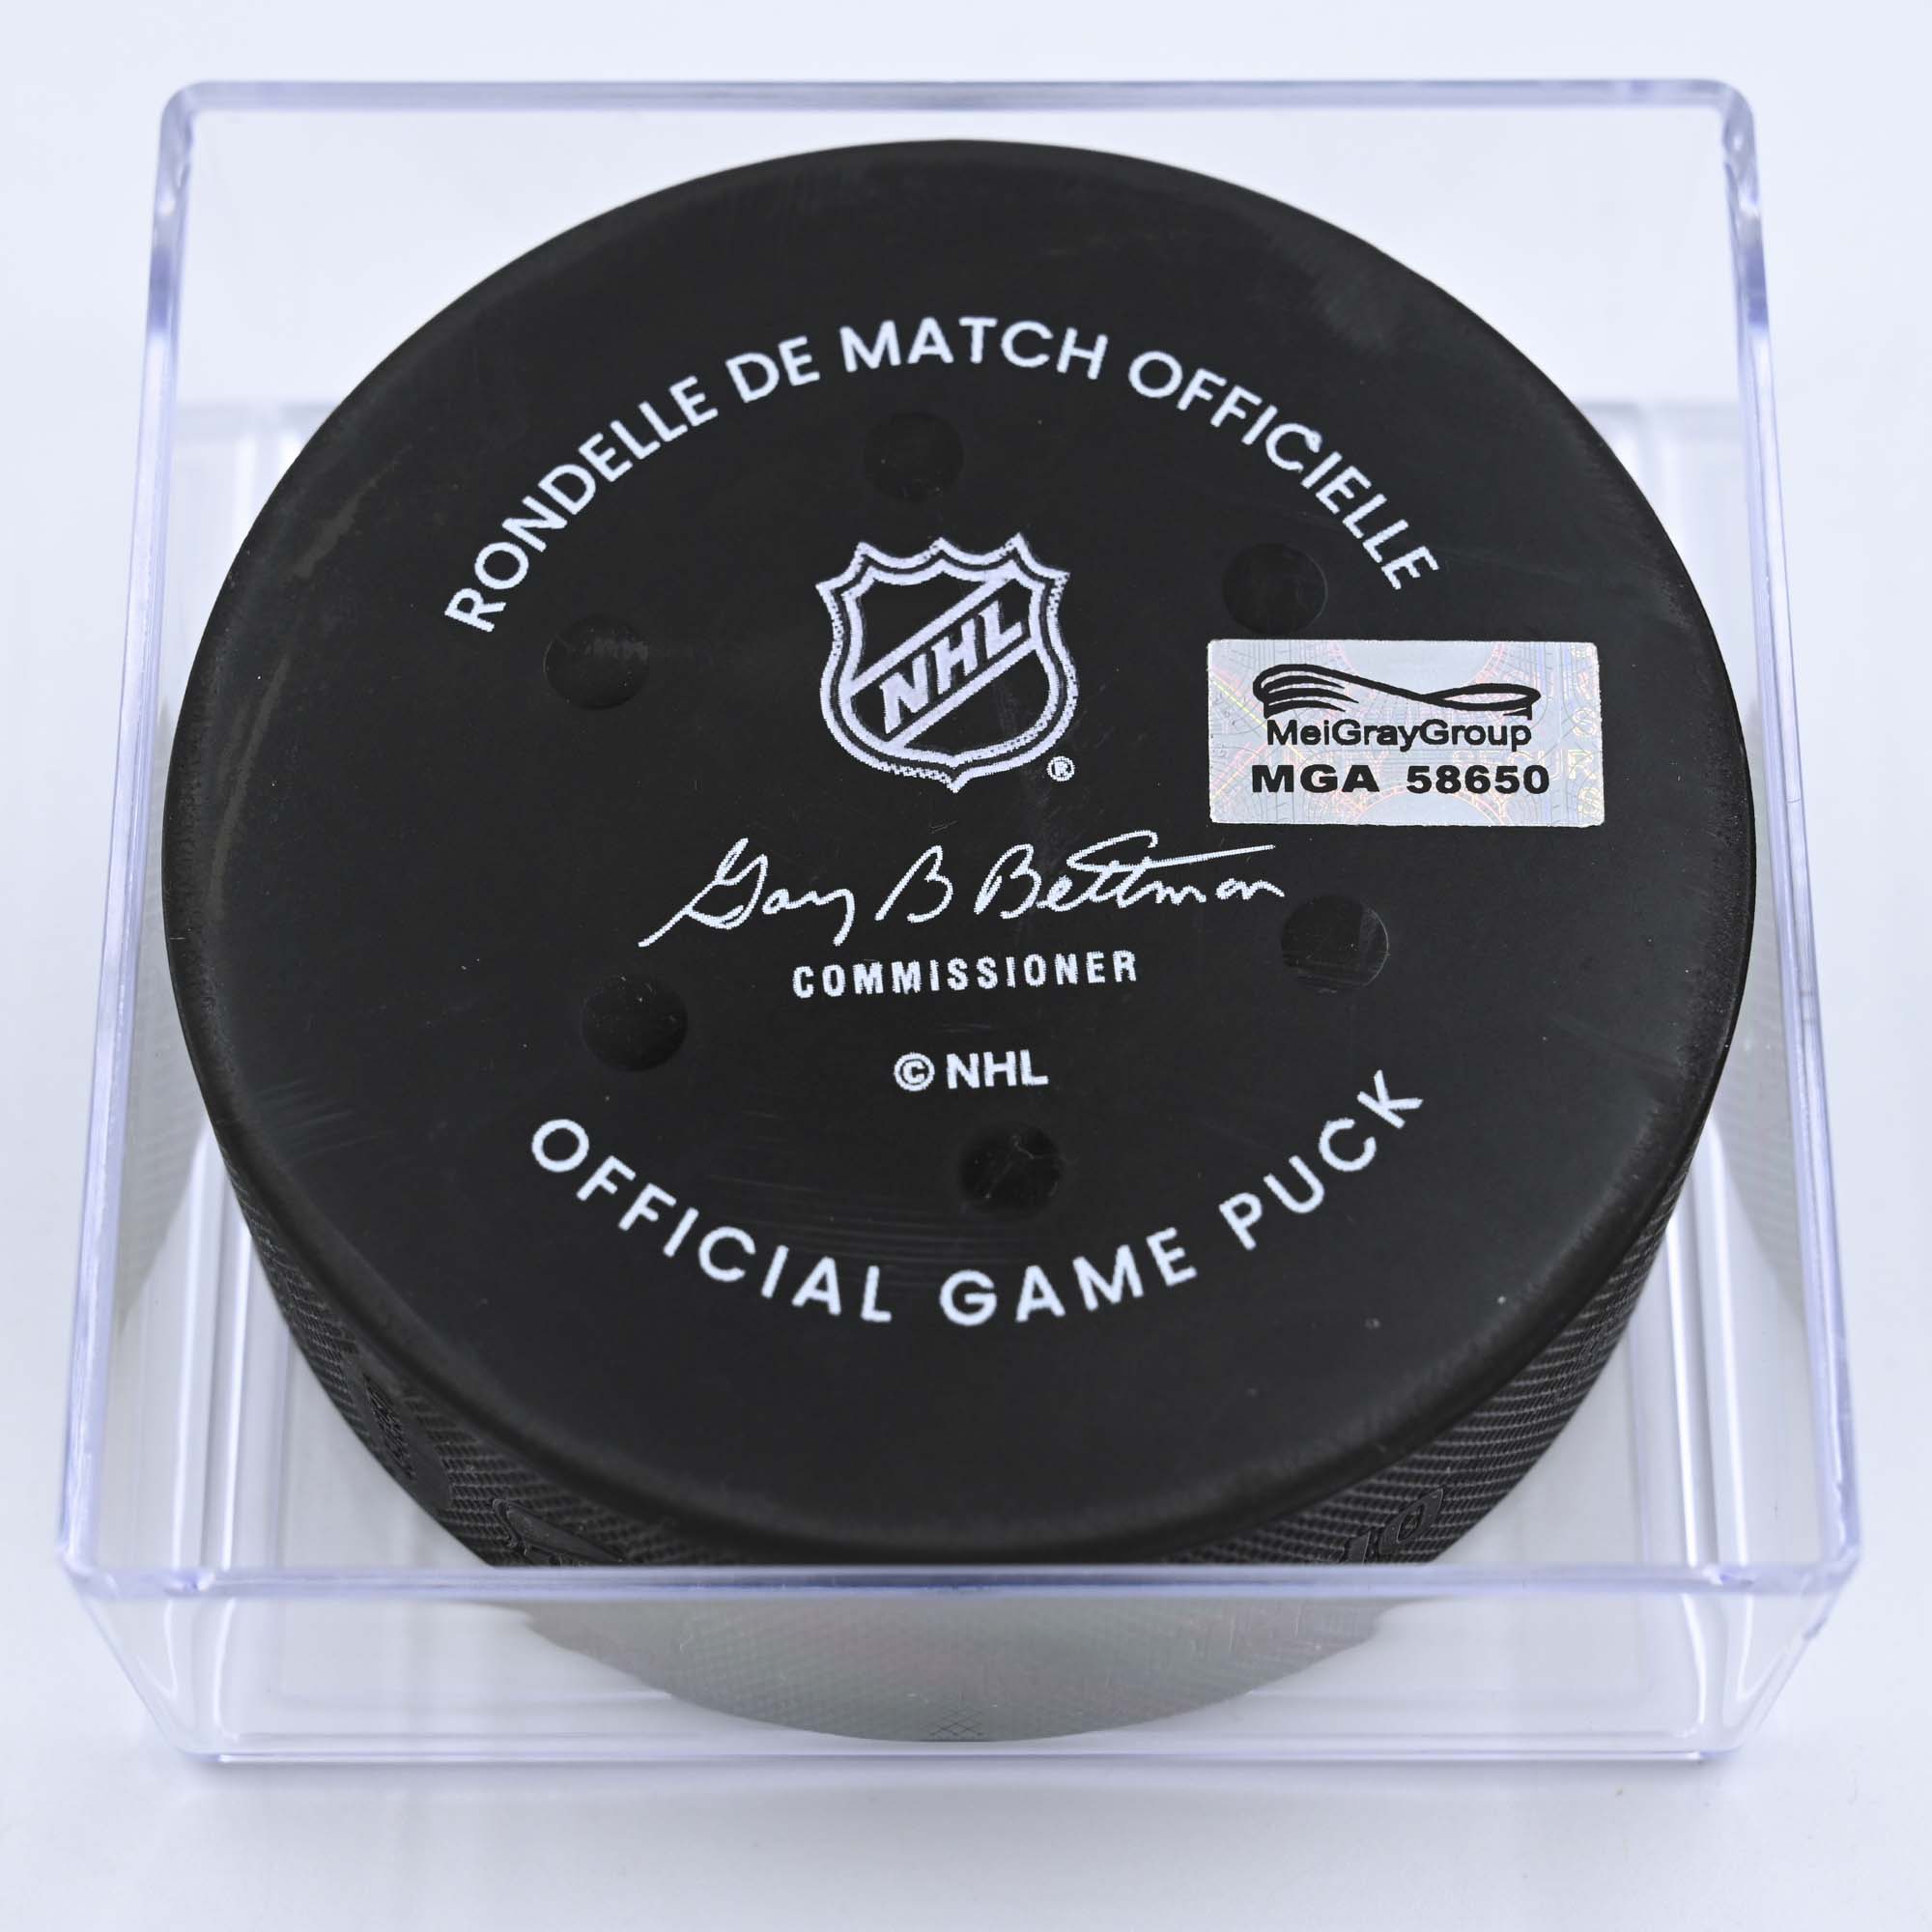 RONDELLE DE MATCH OFFICIELLE
NHL
®
MeiGrayGroup
MGA 58650
Gary B Bettman
COMMISSIONER
© NHL
OFFICIAL GAME PUCK